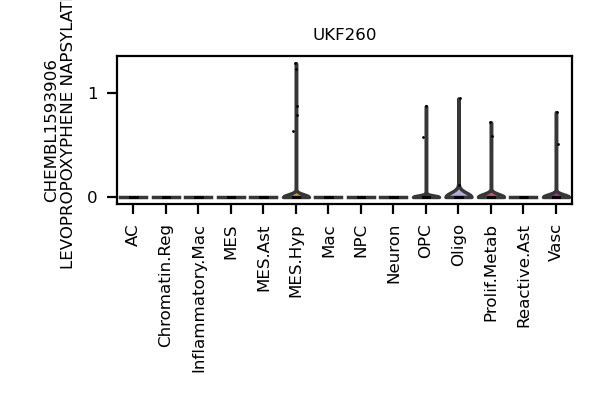 UKF260
CHEMBL1593906
LEVOPROPOXYPHENE NAPSYLAT
1
0
AC
Chromatin.Reg
Inflammatory.Mac
MES
MES.Ast
MES.Hyp
Mac
NPC
Neuron
OPC
Oligo
Prolif.Metab
Reactive.Ast
Vasc